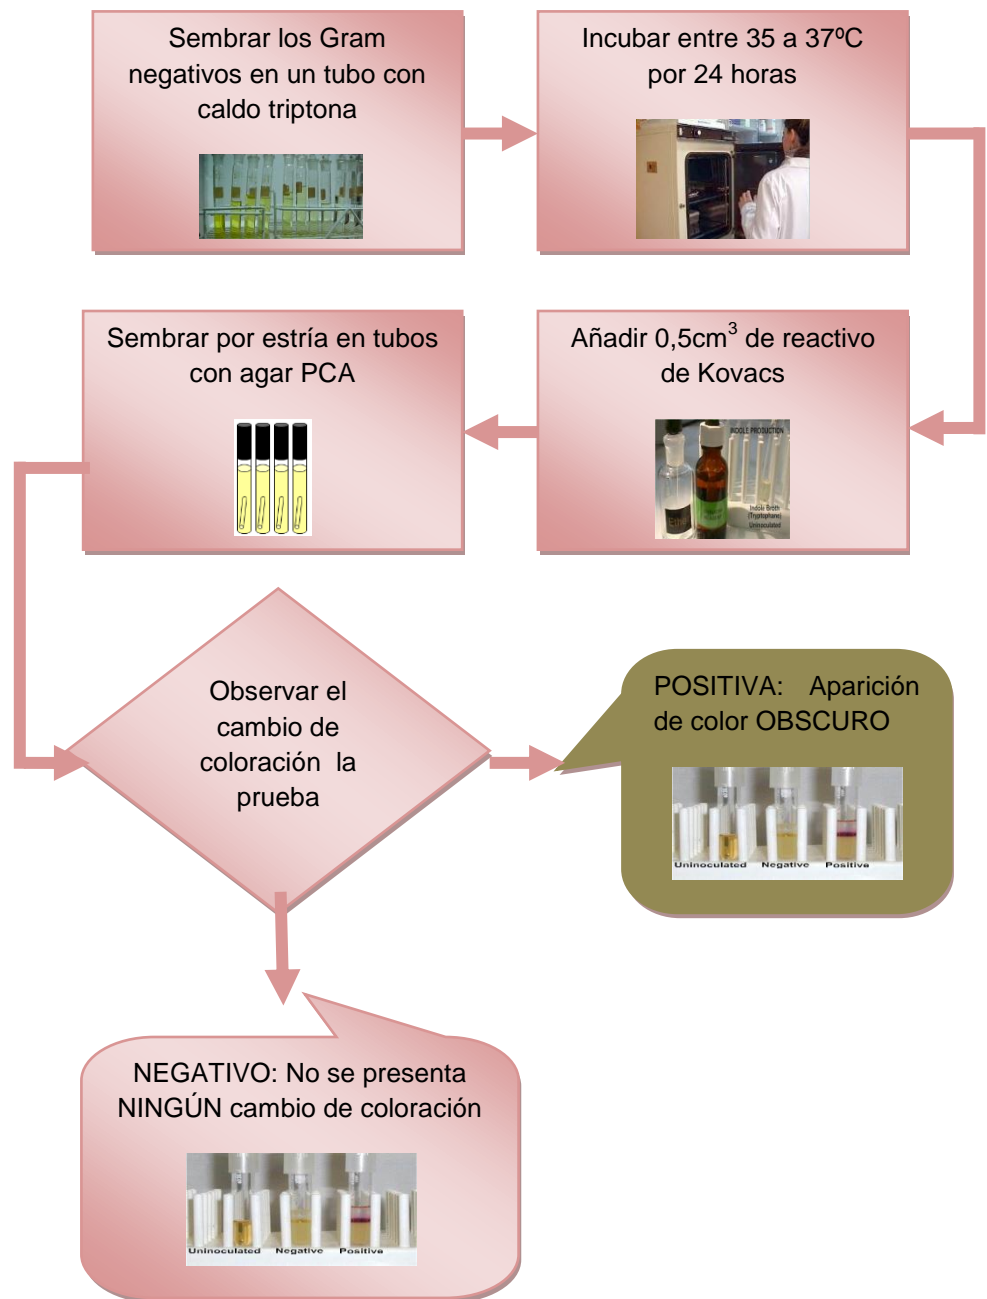 Sembrar los Gram
negativos en un tubo con
caldo triptona
Incubar entre 35 a 37ºC
por 24 horas
Añadir 0,5cm³ de reactivo
de Kovacs
INDOLE PRODUCTION
Indole Broth
(Tryptophane)
Uninoculated
Sembrar por estría en tubos
con agar PCA
Observar el
cambio de
coloración la
prueba
POSITIVA: Aparición
de color OBSCURO
Uninoculated Negative Positive
NEGATIVO: No se presenta
NINGÚN cambio de coloración
Uninoculated Negative Positive